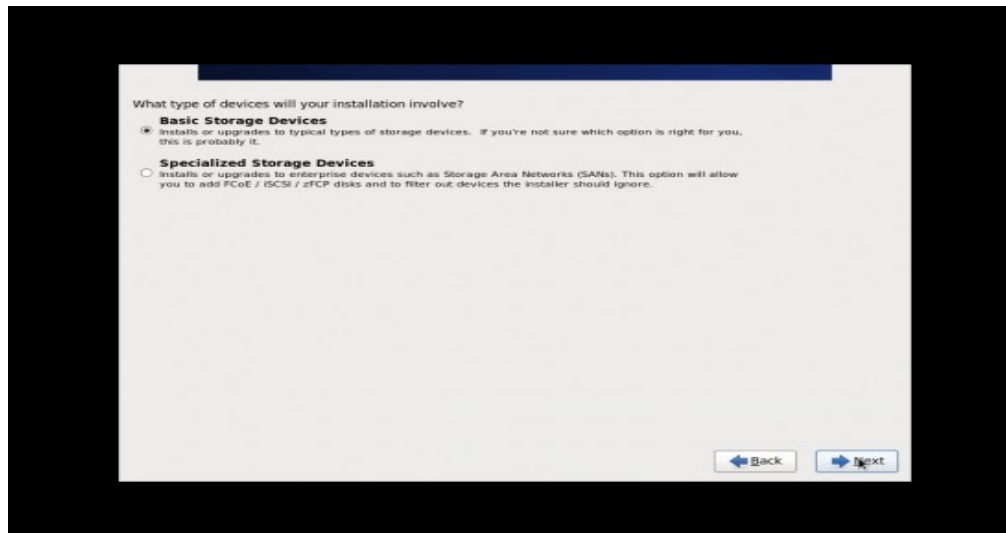 What type of devices will your installation involve?
Basic Storage Devices
Installs or upgrades to typical types of storage devices.  If you're not sure which option is right for you,
this is probably it.
Specialized Storage Devices
Installs or upgrades to enterprise devices such as Storage Area Networks (SANs). This option will allow
you to add FCoE / iSCSI / zFCP disks and to filter out devices the installer should ignore.
Back
Next